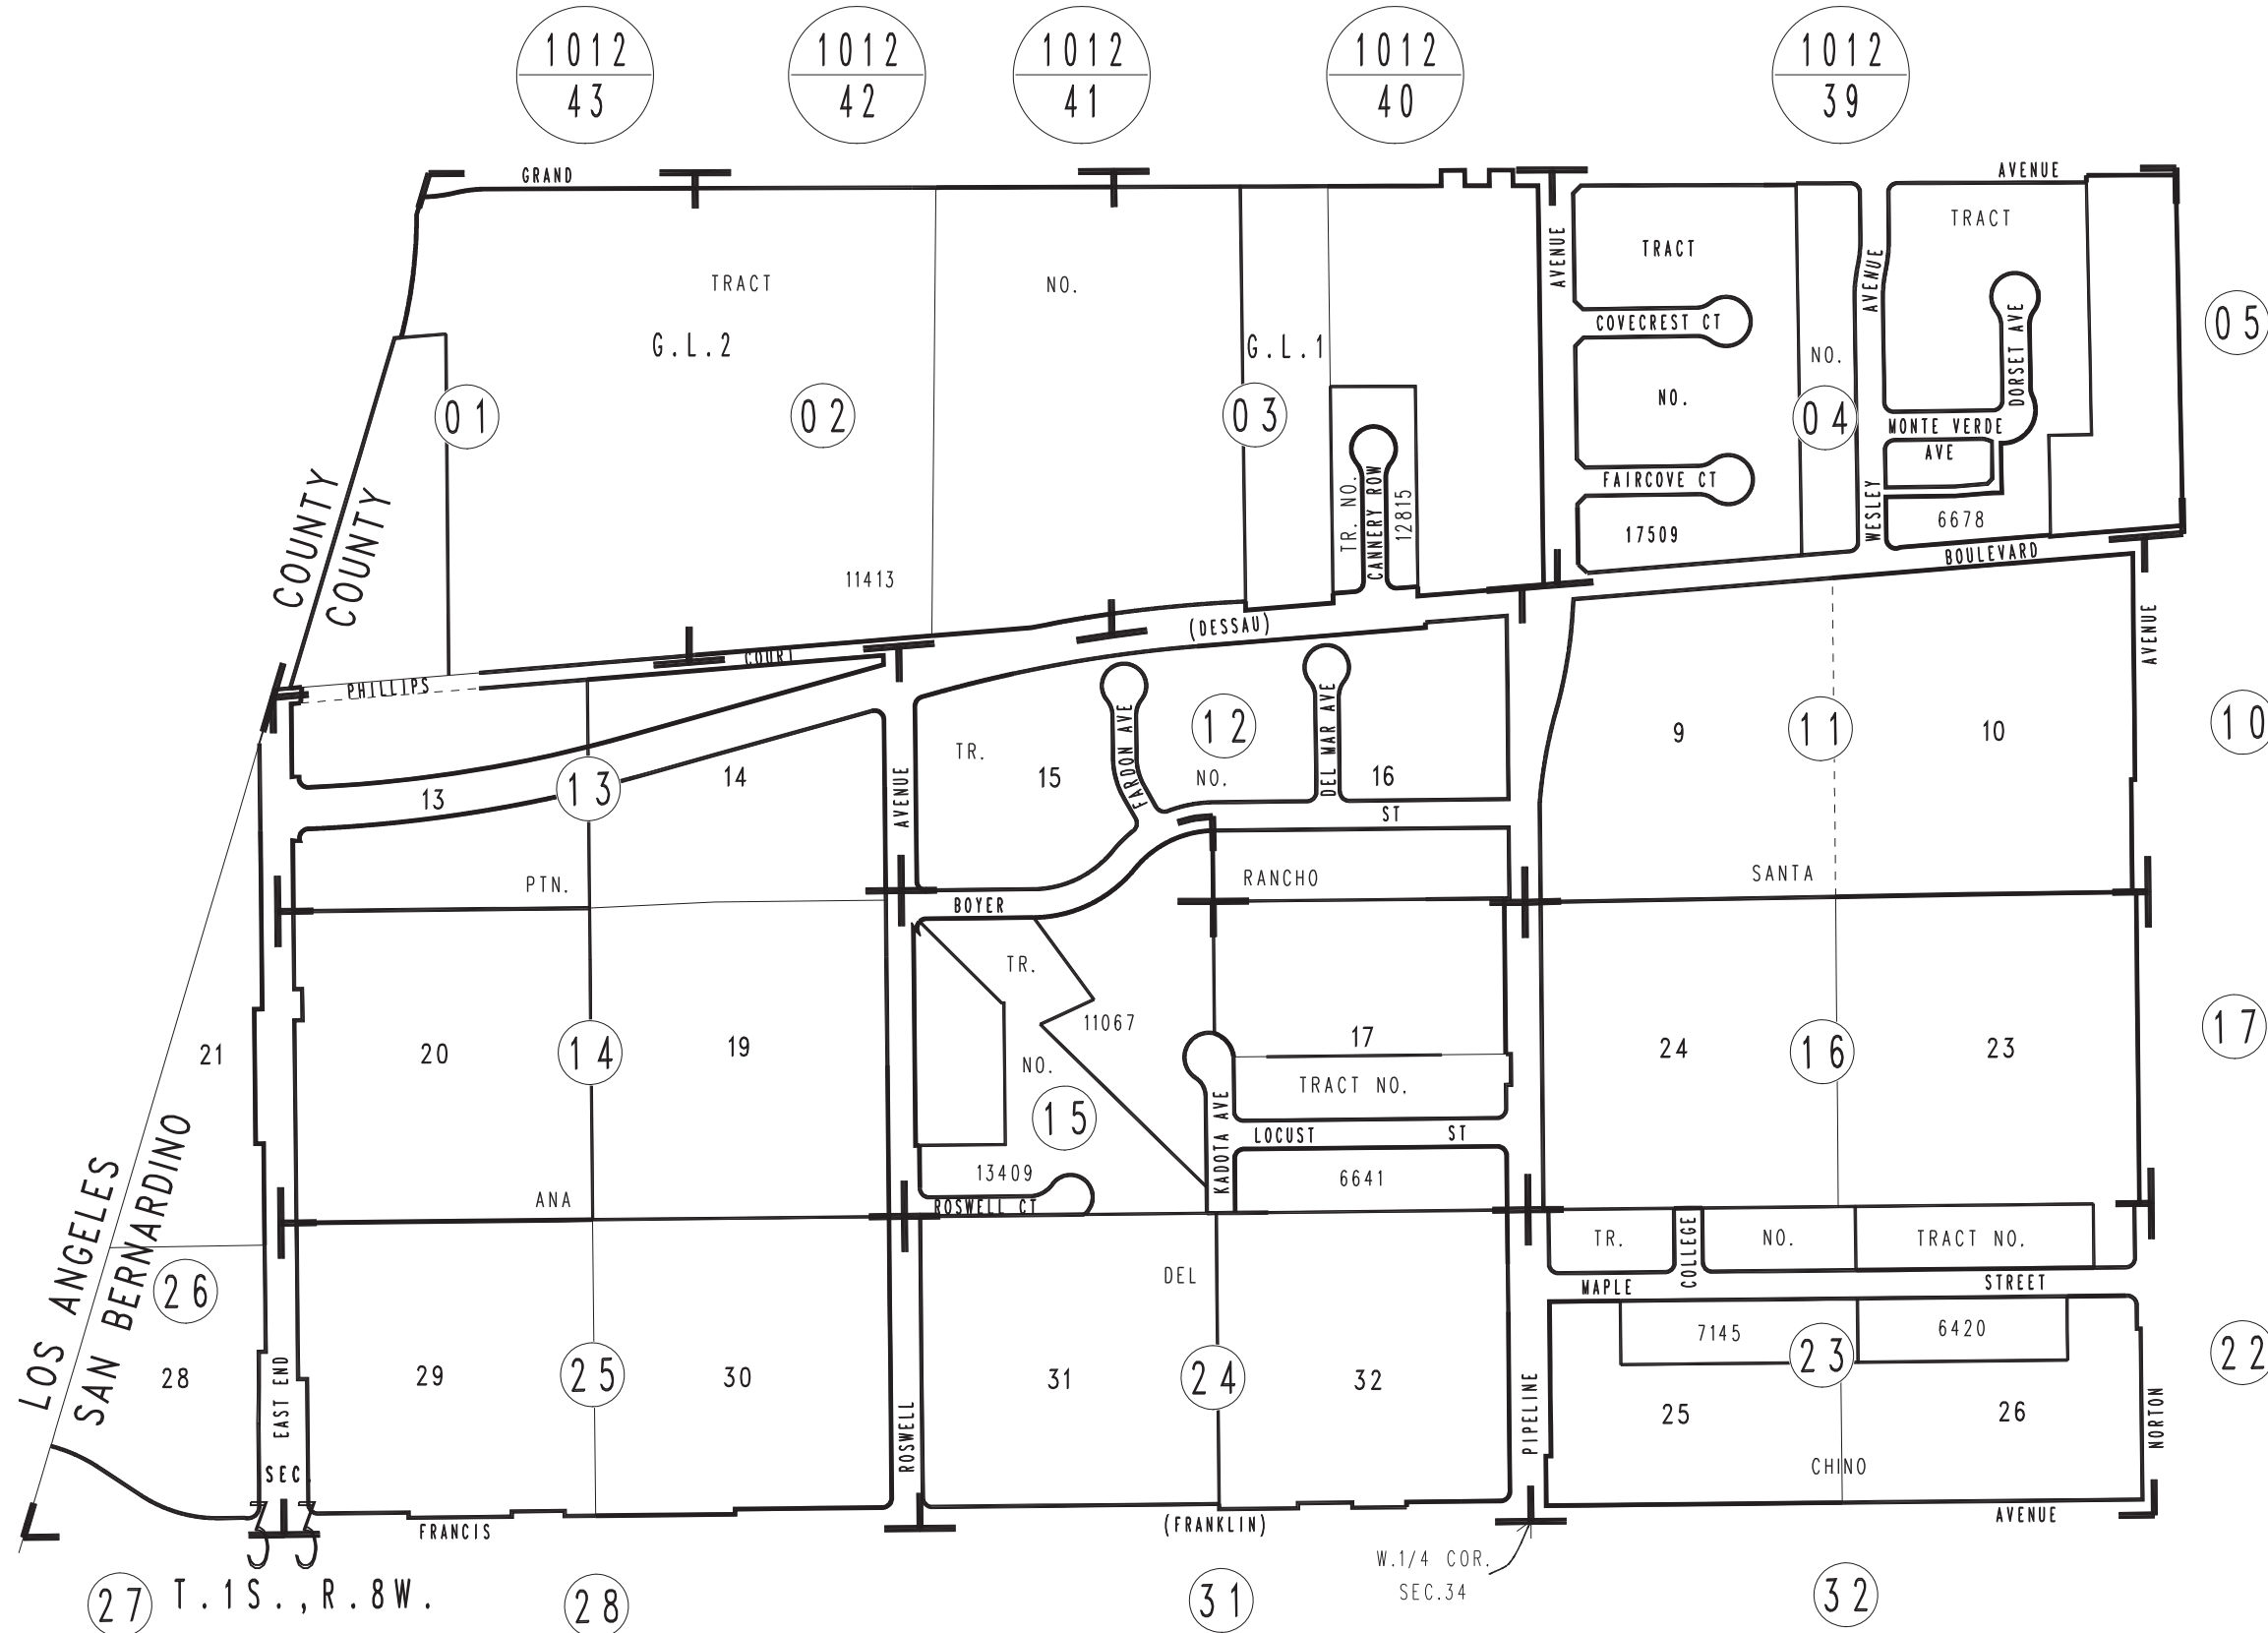 1012
43
1012
42
1012
41
1012
40
1012
39
GRAND
AVENUE
TRACT
TRACT
TRACT
NO.
AVENUE
AVENUE
G.L.2
G.L.1
COVECREST CT
DORSET AVE
NO.
05
01
02
03
NO.
04
MONTE VERDE
AVE
COUNTY
COUNTY
TR. NO.
CANNERY ROW
12815
FAIRCOVE CT
WESLEY
17509
6678
BOULEVARD
11413
(DESSAU)
COURT
PHILLIPS
AVENUE
FARDON AVE
12
DEL MAR AVE
9
11
10
10
TR.
13
14
13
AVENUE
15
NO.
16
ST
PTN.
RANCHO
SANTA
BOYER
TR.
11067
21
20
14
19
NO.
17
24
16
23
17
TRACT NO.
15
KADOTA AVE
LOCUST
ST
13409
6641
ANA
ROSWELL CT
LOS ANGELES
SAN BERNARDINO
TR.
COLLEGE
NO.
TRACT NO.
26
DEL
MAPLE
STREET
7145
23
6420
22
28
EAST END
29
25
30
31
24
32
ROSWELL
PIPELINE
25
26
NORTON
SEC
CHINO
FRANCIS
(FRANKLIN)
AVENUE
W.1/4 COR.
SEC.34
27
T.1S.,R.8W.
28
31
32